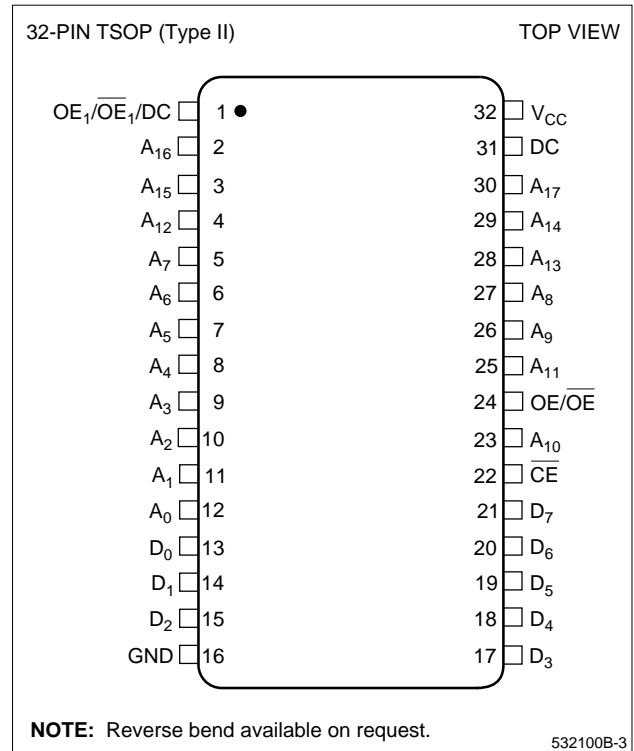 32-PIN TSOP (Type II) TOP VIEW
OE₁/O̅E̅₁/DC 1 32 V_CC
A₁₆ 2 31 DC
A₁₅ 3 30 A₁₇
A₁₂ 4 29 A₁₄
A₇ 5 28 A₁₃
A₆ 6 27 A₈
A₅ 7 26 A₉
A₄ 8 25 A₁₁
A₃ 9 24 OE/O̅E̅
A₂ 10 23 A₁₀
A₁ 11 22 C̅E̅
A₀ 12 21 D₇
D₀ 13 20 D₆
D₁ 14 19 D₅
D₂ 15 18 D₄
GND 16 17 D₃
NOTE: Reverse bend available on request.
532100B-3